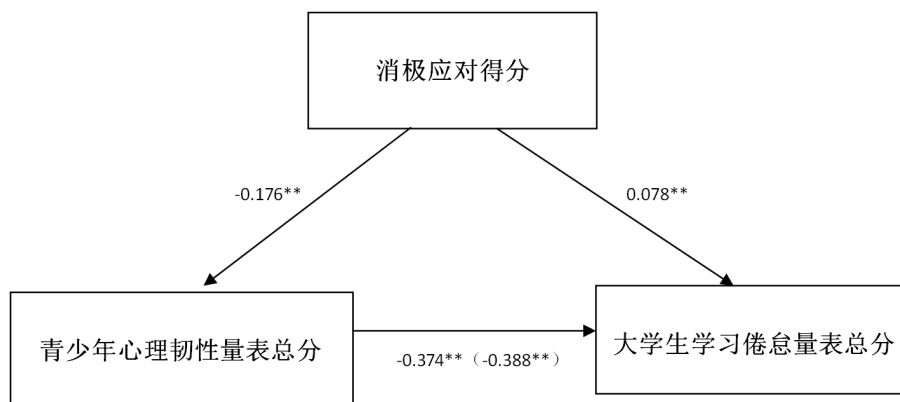 消极应对得分
-0.176**
0.078**
青少年心理韧性量表总分
大学生学习倦怠量表总分
-0.374**（-0.388**）